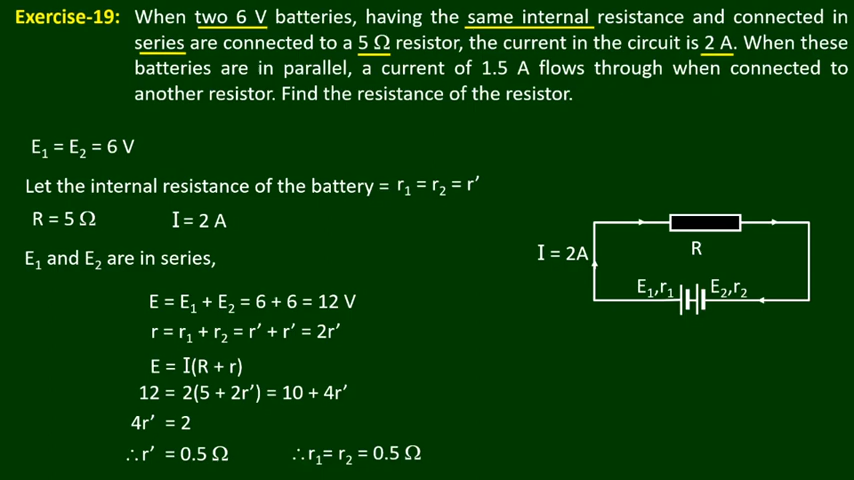 Exercise-19: When two 6 V batteries, having the same internal resistance and connected in
series are connected to a 5 Ω resistor, the current in the circuit is 2 A. When these
batteries are in parallel, a current of 1.5 A flows through when connected to
another resistor. Find the resistance of the resistor.
E₁ = E₂ = 6 V
Let the internal resistance of the battery = r₁ = r₂ = r’
R = 5 Ω I = 2 A
E₁ and E₂ are in series,
E = E₁ + E₂ = 6 + 6 = 12 V
r = r₁ + r₂ = r’ + r’ = 2r’
E = I(R + r)
12 = 2(5 + 2r’) = 10 + 4r’
4r’ = 2
∴r’ = 0.5 Ω ∴r₁= r₂ = 0.5 Ω
R
I = 2A
E₁,r₁ E₂,r₂